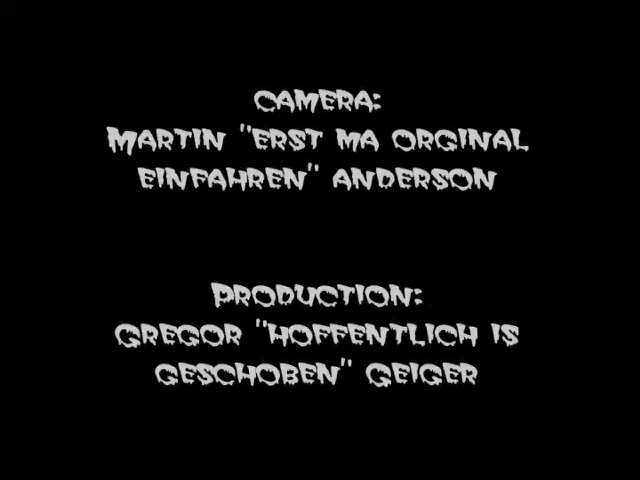 CAMERA:
MARTIN "ERST MA ORGINAL
EINFAHREN" ANDERSON
PRODUCTION:
GREGOR "HOFFENTLICH IS
GESCHOBEN" GEIGER